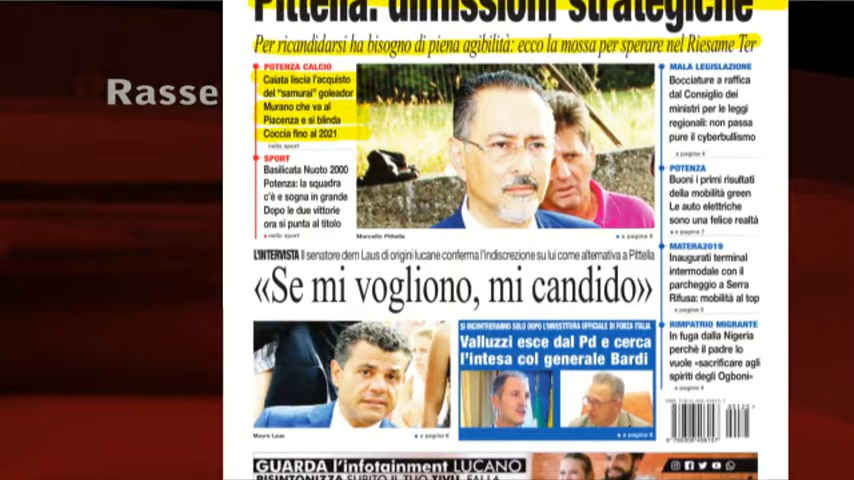 Pittella: dimissioni strategiche
Per ricandidarsi ha bisogno di piena agibilità: ecco la mossa per sperare nel Riesame Ter
Rasse
POTENZA CALCIO
Caiata liscia l'acquisto
del "samurai" goleador
Murano che va al
Piacenza e si blinda
Coccia fino al 2021
nello sport
SPORT
Basilicata Nuoto 2000
Potenza: la squadra
c'è e sogna in grande
Dopo le due vittorie
ora si punta al titolo
nello sport
Marcello Pittella
a pagina 5
MALA LEGISLAZIONE
Bocciature a raffica
dal Consiglio dei
ministri per le leggi
regionali: non passa
pure il cyberbullismo
a pagina 4
POTENZA
Buoni i primi risultati
della mobilità green
Le auto elettriche
sono una felice realtà
a pagina 7
MATERA2019
Inaugurati terminal
intermodale con il
parcheggio a Serra
Rifusa: mobilità al top
a pagina 5
RIMPATRIO MIGRANTE
In fuga dalla Nigeria
perchè il padre lo
vuole «sacrificare agli
spiriti degli Ogboni»
a pagina 4
L'INTERVISTA Il senatore dem Laus di origini lucane conferma l'indiscrezione su lui come alternativa a Pittella
«Se mi vogliono, mi candido»
Mauro Laus
a pagina 6
SI INCONTRERANNO SOLO DOPO L'INVESTITURA UFFICIALE DI FORZA ITALIA
Valluzzi esce dal Pd e cerca
l'intesa col generale Bardi
a pagina 8
GUARDA l'infotainment LUCANO
RISINTONIZZA SUBITO IL TUO TV, FALLA